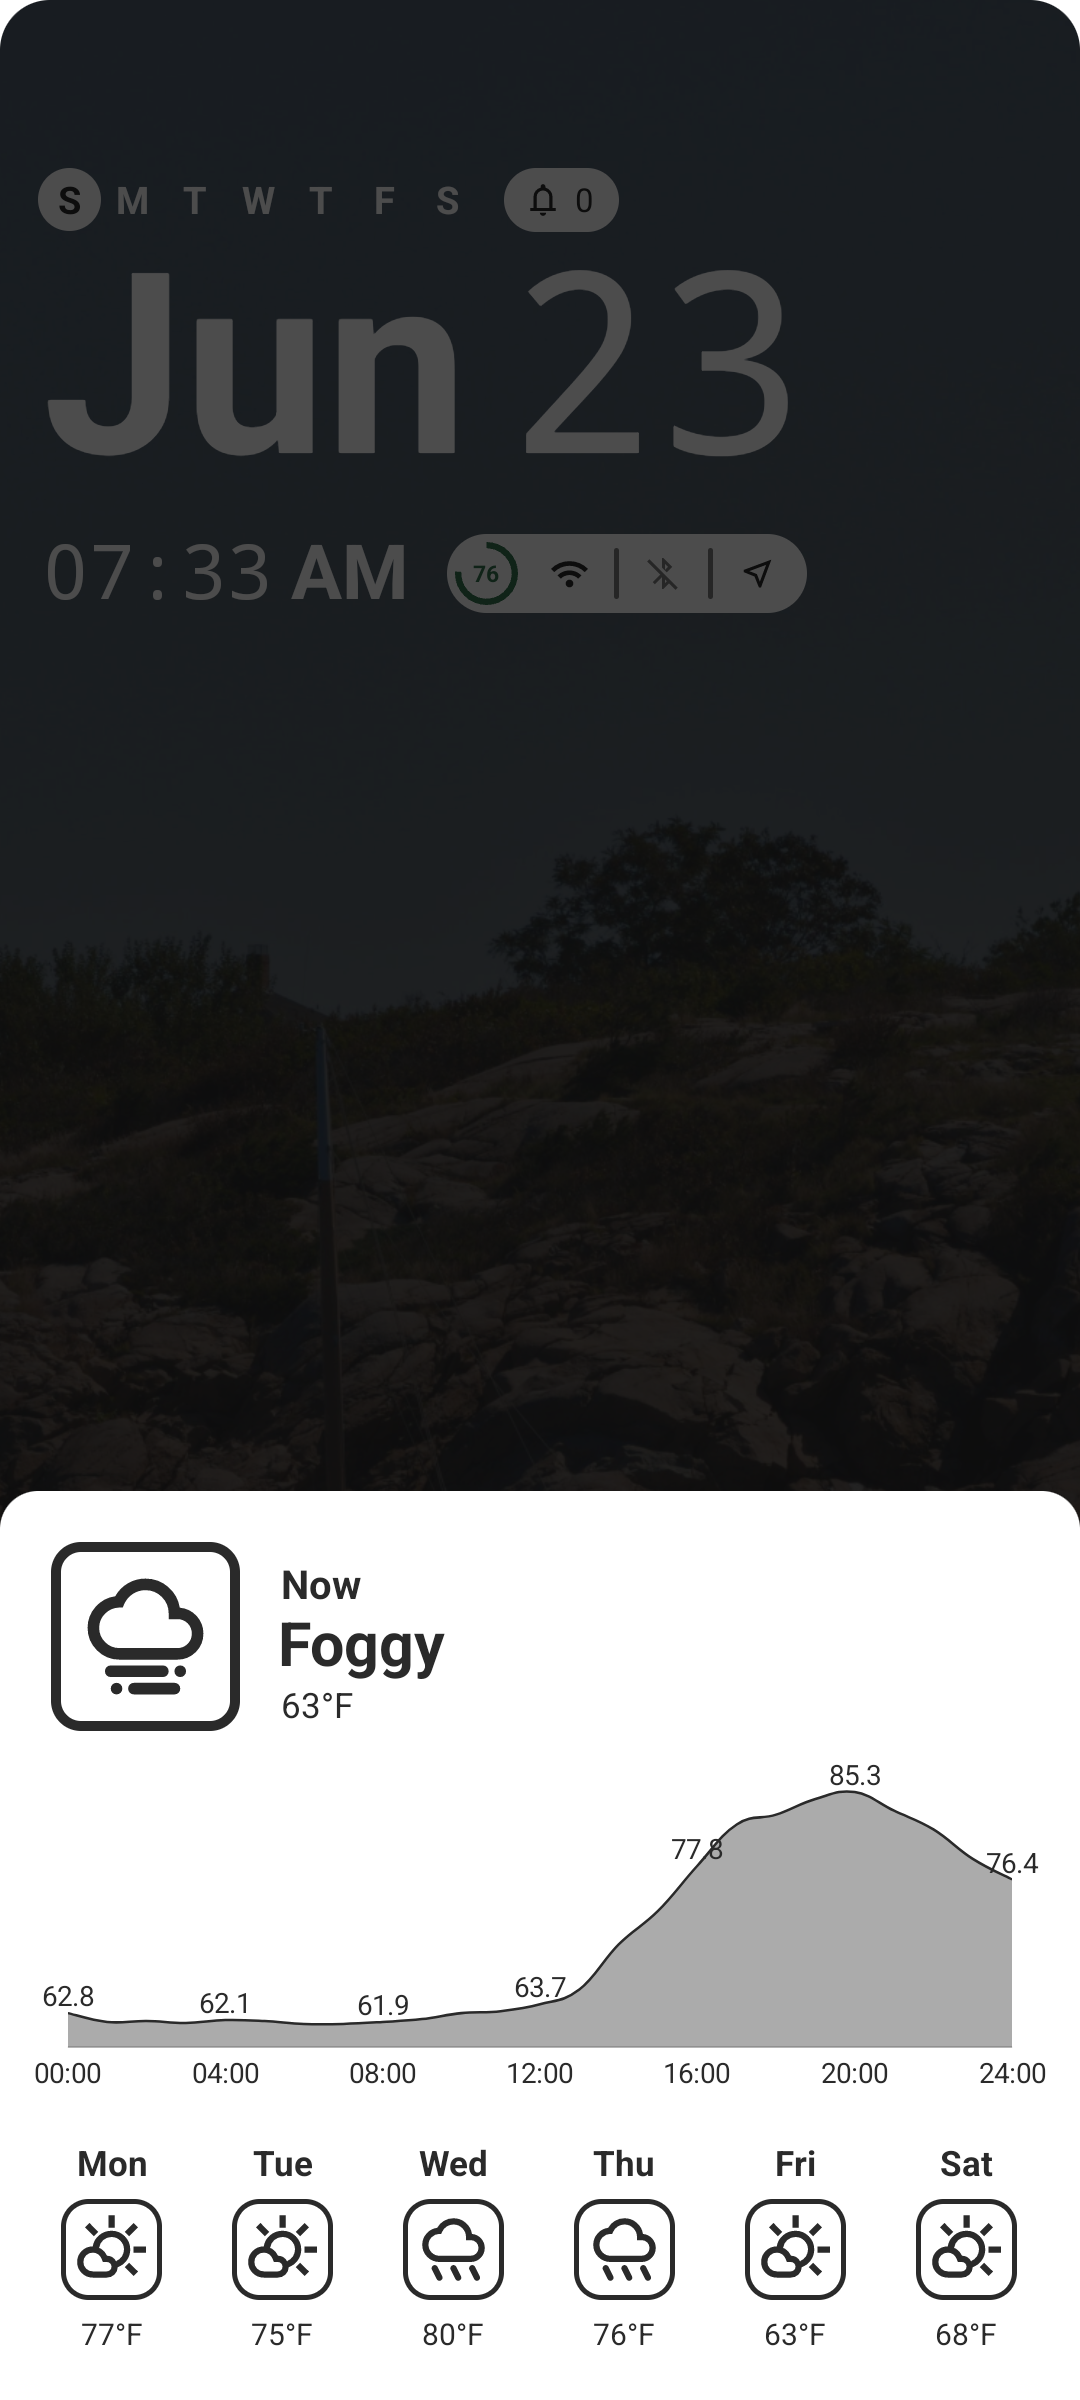 S M T W T F S 0
Jun 23
07:33 AM 76
Now
Foggy
63°F
85.3
77.8
76.4
63.7
62.8 62.1 61.9
00:00 04:00 08:00 12:00 16:00 20:00 24:00
Mon Tue Wed Thu Fri Sat
77°F 75°F 80°F 76°F 63°F 68°F